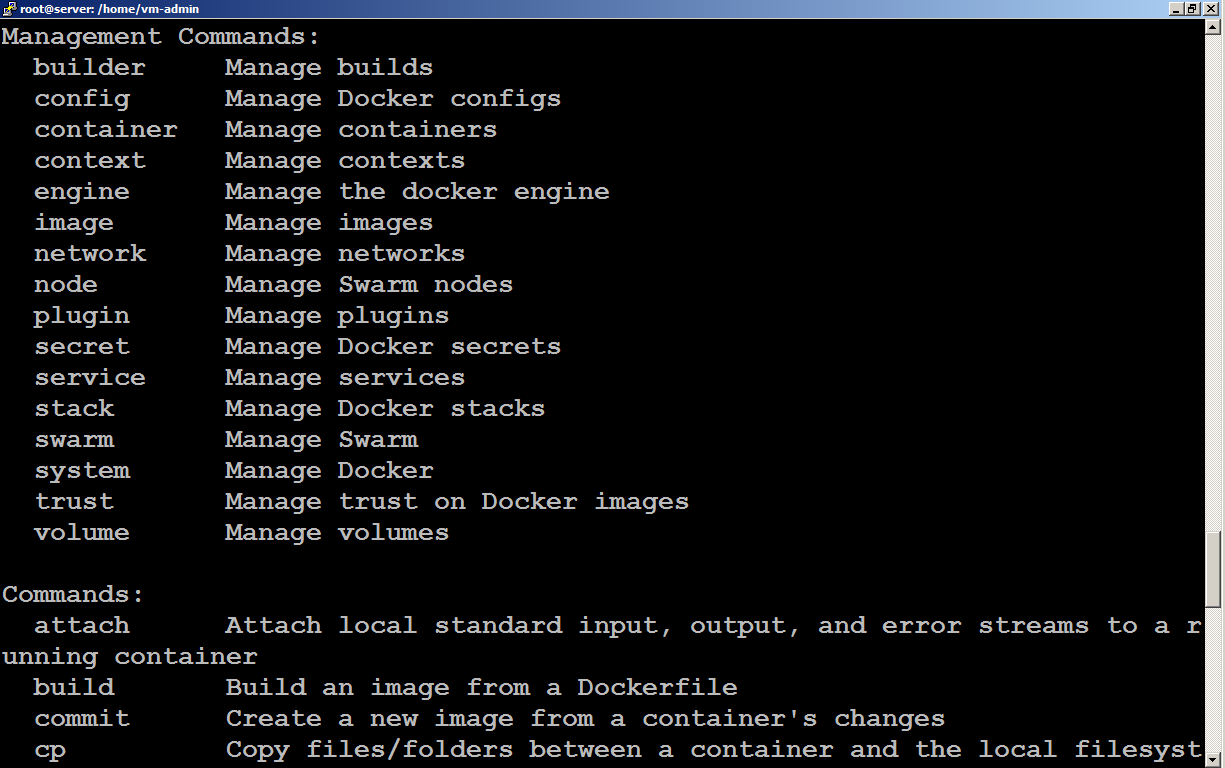 root@server: /home/vm-admin
Management Commands:
  builder     Manage builds
  config      Manage Docker configs
  container   Manage containers
  context     Manage contexts
  engine      Manage the docker engine
  image       Manage images
  network     Manage networks
  node        Manage Swarm nodes
  plugin      Manage plugins
  secret      Manage Docker secrets
  service     Manage services
  stack       Manage Docker stacks
  swarm       Manage Swarm
  system      Manage Docker
  trust       Manage trust on Docker images
  volume      Manage volumes

Commands:
  attach      Attach local standard input, output, and error streams to a r
unning container
  build       Build an image from a Dockerfile
  commit      Create a new image from a container's changes
  cp          Copy files/folders between a container and the local filesyst